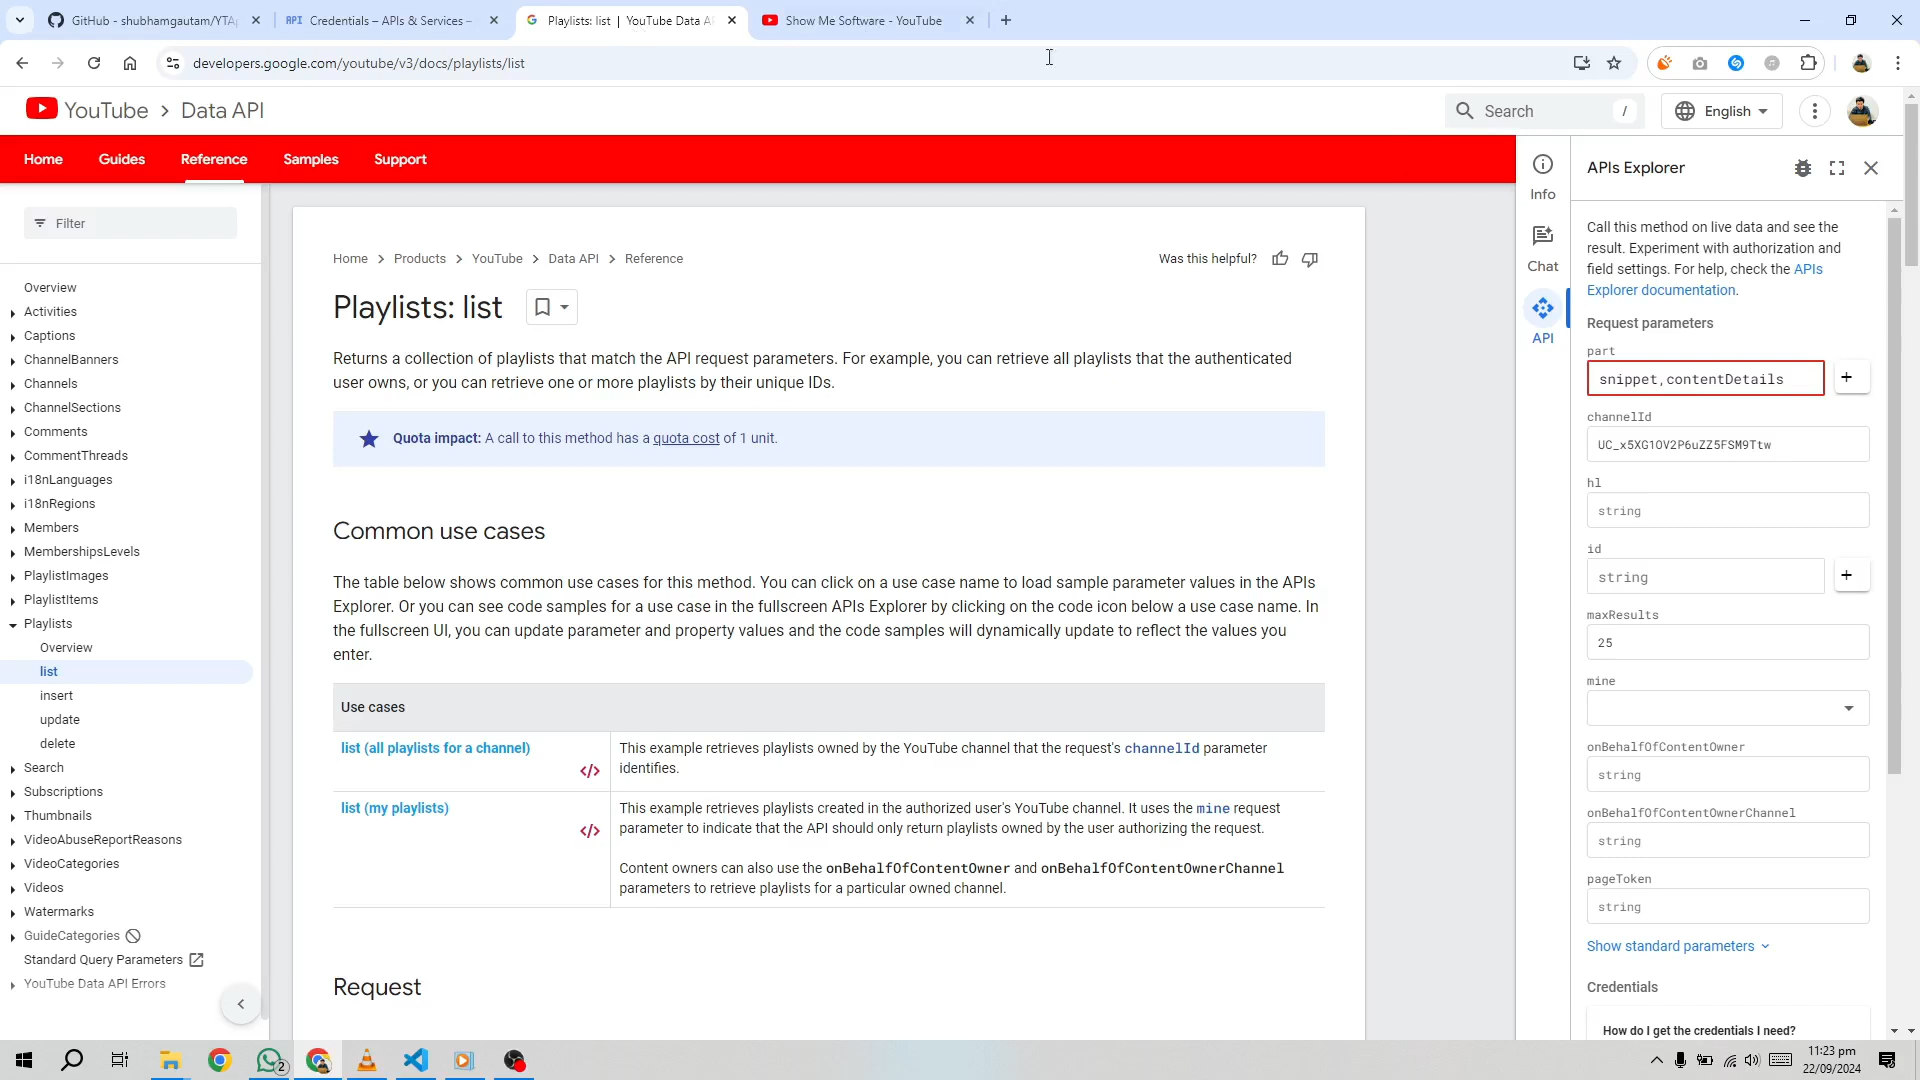 GitHub - shubhamgautam/YTA
Credentials – APIs & Services –
Playlists: list | YouTube Data A
Show Me Software - YouTube
developers.google.com/youtube/v3/docs/playlists/list
YouTube > Data API
Search
/
English
Home
Guides
Reference
Samples
Support
Filter
Overview
Activities
Captions
ChannelBanners
Channels
ChannelSections
Comments
CommentThreads
i18nLanguages
i18nRegions
Members
MembershipsLevels
PlaylistImages
PlaylistItems
Playlists
Overview
list
insert
update
delete
Search
Subscriptions
Thumbnails
VideoAbuseReportReasons
VideoCategories
Videos
Watermarks
GuideCategories
Standard Query Parameters
YouTube Data API Errors
Home > Products > YouTube > Data API > Reference
Was this helpful?
Playlists: list
Returns a collection of playlists that match the API request parameters. For example, you can retrieve all playlists that the authenticated
user owns, or you can retrieve one or more playlists by their unique IDs.
Quota impact: A call to this method has a quota cost of 1 unit.
Common use cases
The table below shows common use cases for this method. You can click on a use case name to load sample parameter values in the APIs
Explorer. Or you can see code samples for a use case in the fullscreen APIs Explorer by clicking on the code icon below a use case name. In
the fullscreen UI, you can update parameter and property values and the code samples will dynamically update to reflect the values you
enter.
Use cases
list (all playlists for a channel)
</>
This example retrieves playlists owned by the YouTube channel that the request's channelId parameter
identifies.
list (my playlists)
</>
This example retrieves playlists created in the authorized user's YouTube channel. It uses the mine request
parameter to indicate that the API should only return playlists owned by the user authorizing the request.
Content owners can also use the onBehalfOfContentOwner and onBehalfOfContentOwnerChannel
parameters to retrieve playlists for a particular owned channel.
Request
Info
Chat
API
APIs Explorer
Call this method on live data and see the
result. Experiment with authorization and
field settings. For help, check the APIs
Explorer documentation.
Request parameters
part
snippet,contentDetails
+
channelId
UC_x5XG1OV2P6uZZ5FSM9Ttw
hl
string
id
string
+
maxResults
25
mine
onBehalfOfContentOwner
string
onBehalfOfContentOwnerChannel
string
pageToken
string
Show standard parameters
Credentials
How do I get the credentials I need?
2
11:23 pm
22/09/2024